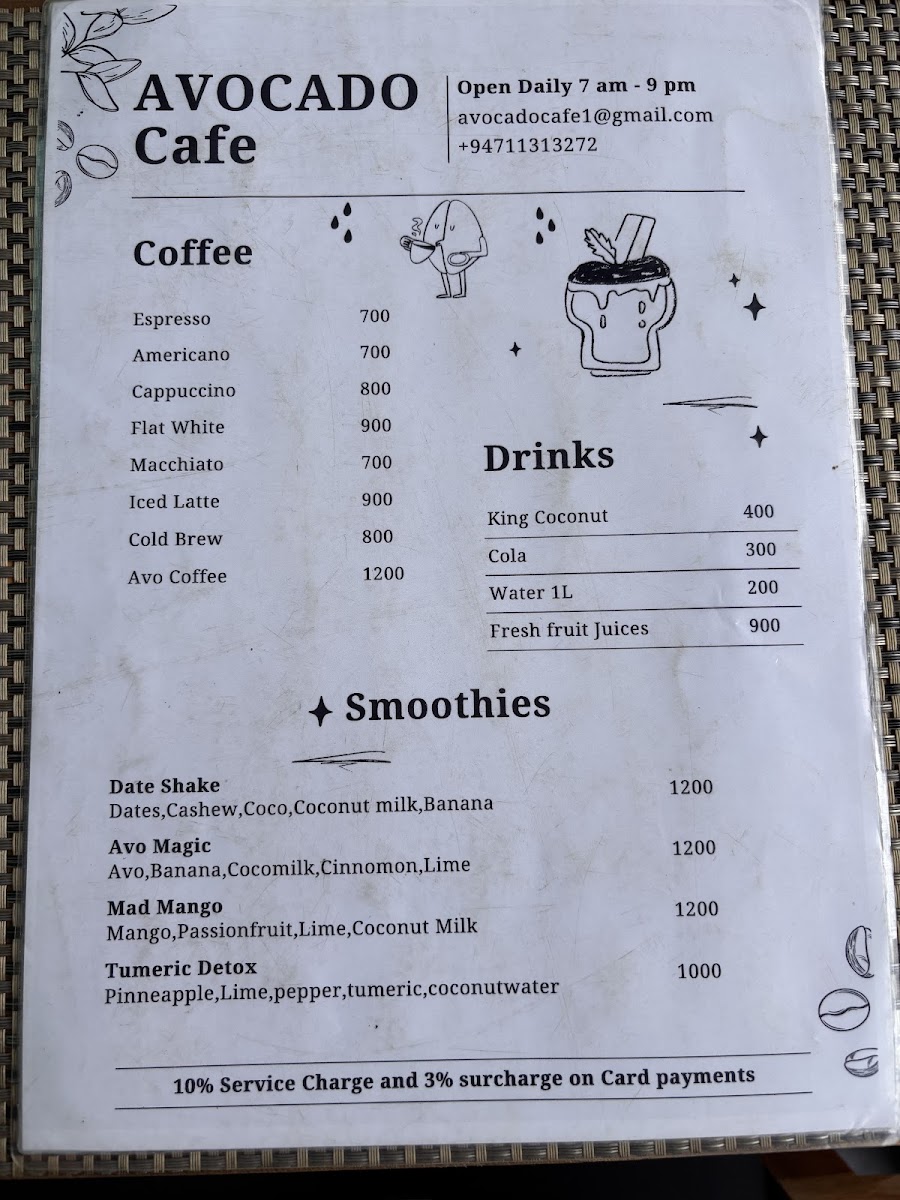 AVOCADO
Cafe
Open Daily 7 am - 9 pm
avocadocafe1@gmail.com
+94711313272
Coffee
Espresso 700
Americano 700
Cappuccino 800
Flat White 900
Macchiato 700
Iced Latte 900
Cold Brew 800
Avo Coffee 1200
Drinks
King Coconut 400
Cola 300
Water 1L 200
Fresh fruit Juices 900
Smoothies
Date Shake 1200
Dates,Cashew,Coco,Coconut milk,Banana
Avo Magic 1200
Avo,Banana,Cocomilk,Cinnomon,Lime
Mad Mango 1200
Mango,Passionfruit,Lime,Coconut Milk
Tumeric Detox 1000
Pinneapple,Lime,pepper,tumeric,coconutwater
10% Service Charge and 3% surcharge on Card payments